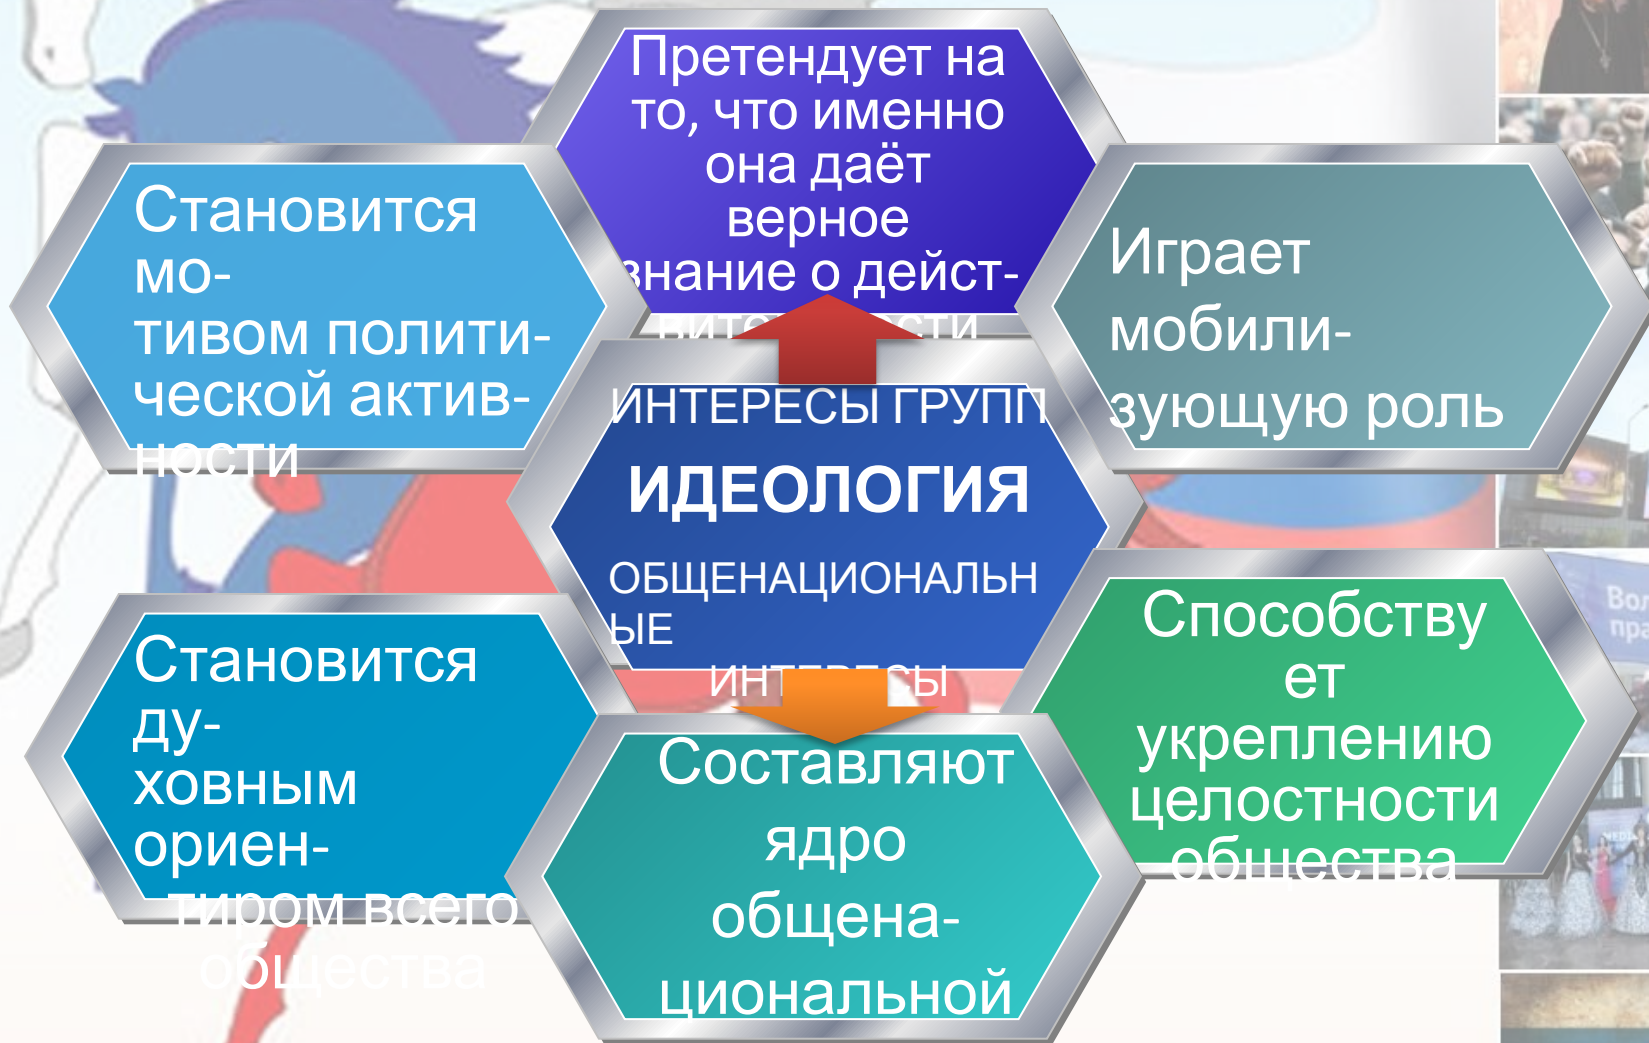 Претендует на
то, что именно
она даёт
верное
знание о дейст-
Становится
мо-
тивом полити-
ческой актив-
ности
Играет
мобили-
зующую роль
ИНТЕРЕСЫ ГРУПП
ИДЕОЛОГИЯ
ОБЩЕНАЦИОНАЛЬН
ЫЕ
ИНТЕРЕСЫ
Становится
ду-
ховным
ориен-
тиром всего
общества
Способству
ет
укреплению
целостности
общества
Составляют
ядро
общена-
циональной